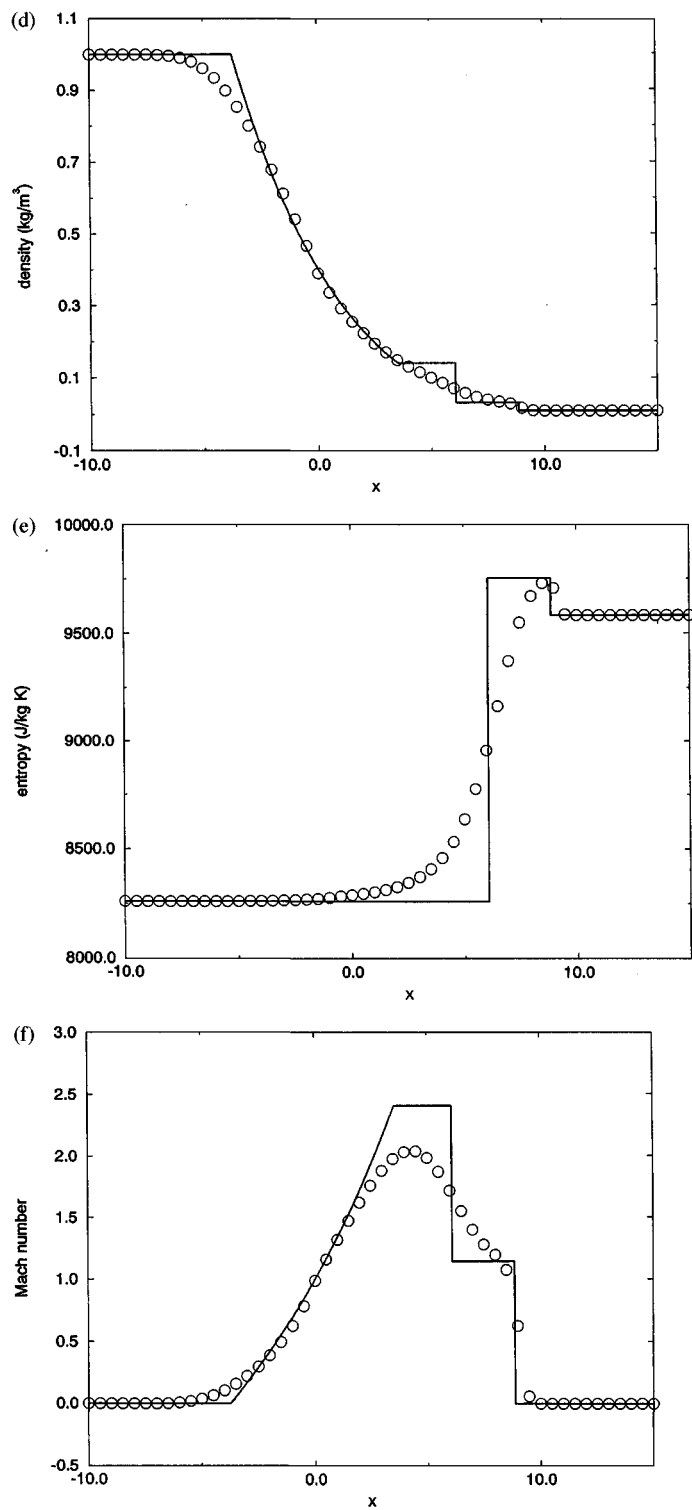 (d)
1.1
0.9
0.7
0.5
0.3
0.1
-0.1
density (kg/m³)
-10.0 0.0 10.0
x
(e)
10000.0
9500.0
9000.0
8500.0
8000.0
entropy (J/kg K)
-10.0 0.0 10.0
x
(f)
3.0
2.5
2.0
1.5
1.0
0.5
0.0
-0.5
Mach number
-10.0 0.0 10.0
x